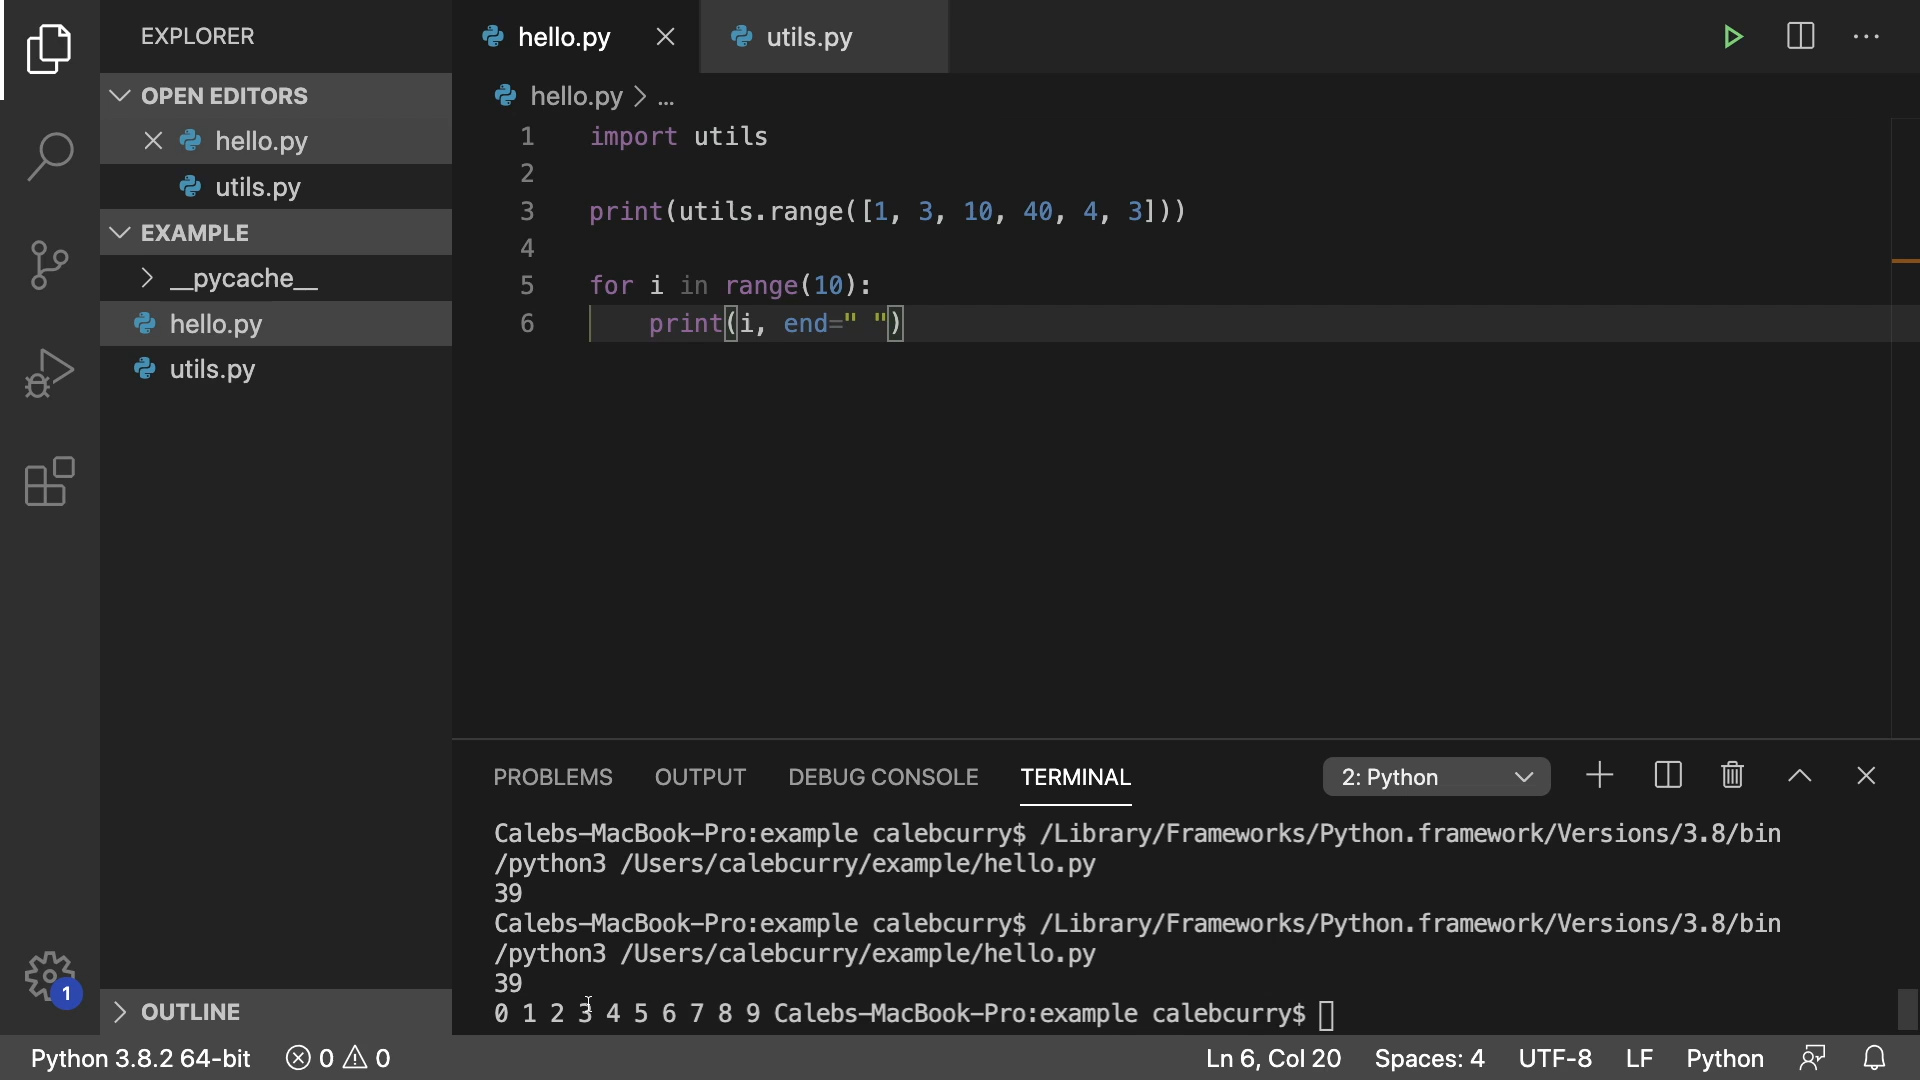 EXPLORER
OPEN EDITORS
hello.py
utils.py
EXAMPLE
__pycache__
hello.py
utils.py
OUTLINE
1
hello.py
utils.py
hello.py > ...
1 import utils
2
3 print(utils.range([1, 3, 10, 40, 4, 3]))
4
5 for i in range(10):
6     print(i, end=" ")
PROBLEMS OUTPUT DEBUG CONSOLE TERMINAL 2: Python
Calebs-MacBook-Pro:example calebcurry$ /Library/Frameworks/Python.framework/Versions/3.8/bin
/python3 /Users/calebcurry/example/hello.py
39
Calebs-MacBook-Pro:example calebcurry$ /Library/Frameworks/Python.framework/Versions/3.8/bin
/python3 /Users/calebcurry/example/hello.py
39
0 1 2 3 4 5 6 7 8 9 Calebs-MacBook-Pro:example calebcurry$
Python 3.8.2 64-bit 0 0 Ln 6, Col 20 Spaces: 4 UTF-8 LF Python